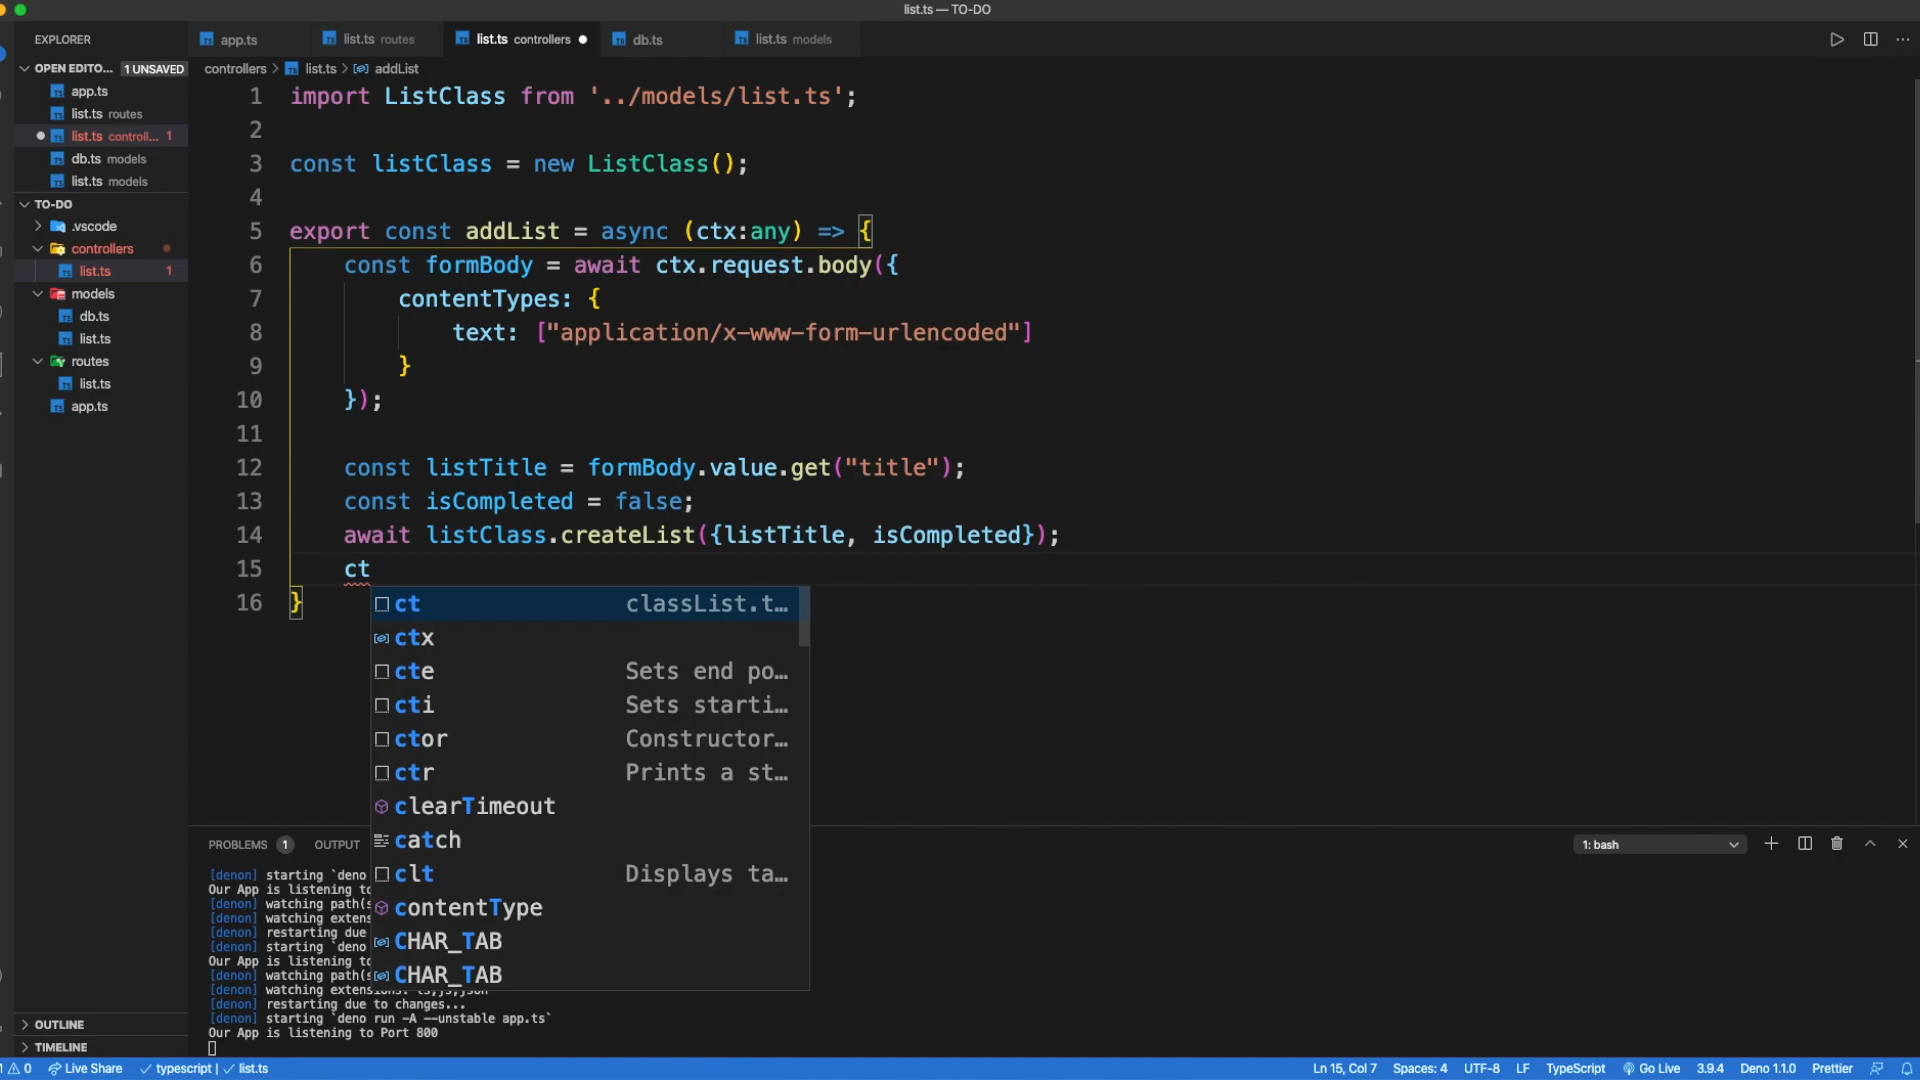 list.ts — TO-DO
EXPLORER
OPEN EDITO... 1 UNSAVED
app.ts
list.ts routes
list.ts controll... 1
db.ts models
list.ts models
TO-DO
.vscode
controllers
list.ts 1
models
db.ts
list.ts
routes
list.ts
app.ts
OUTLINE
TIMELINE
app.ts list.ts routes list.ts controllers db.ts list.ts models
controllers > list.ts > addList
1 import ListClass from '../models/list.ts';
2
3 const listClass = new ListClass();
4
5 export const addList = async (ctx:any) => {
6 const formBody = await ctx.request.body({
7 contentTypes: {
8 text: ["application/x-www-form-urlencoded"]
9 }
10 });
11
12 const listTitle = formBody.value.get("title");
13 const isCompleted = false;
14 await listClass.createList({listTitle, isCompleted});
15 ct
16 }
ct classList.t…
ctx
cte Sets end po…
cti Sets starti…
ctor Constructor…
ctr Prints a st…
clearTimeout
catch
clt Displays ta…
contentType
CHAR_TAB
CHAR_TAB
PROBLEMS 1 OUTPUT 1: bash
[denon] starting `deno
Our App is listening to
[denon] watching path(s
[denon] watching extens
[denon] restarting due
[denon] starting `deno
Our App is listening to
[denon] watching path(s
[denon] watching extensions: ts,js,json
[denon] restarting due to changes...
[denon] starting `deno run -A --unstable app.ts`
Our App is listening to Port 800
0 Live Share typescript | list.ts Ln 15, Col 7 Spaces: 4 UTF-8 LF TypeScript Go Live 3.9.4 Deno 1.1.0 Prettier